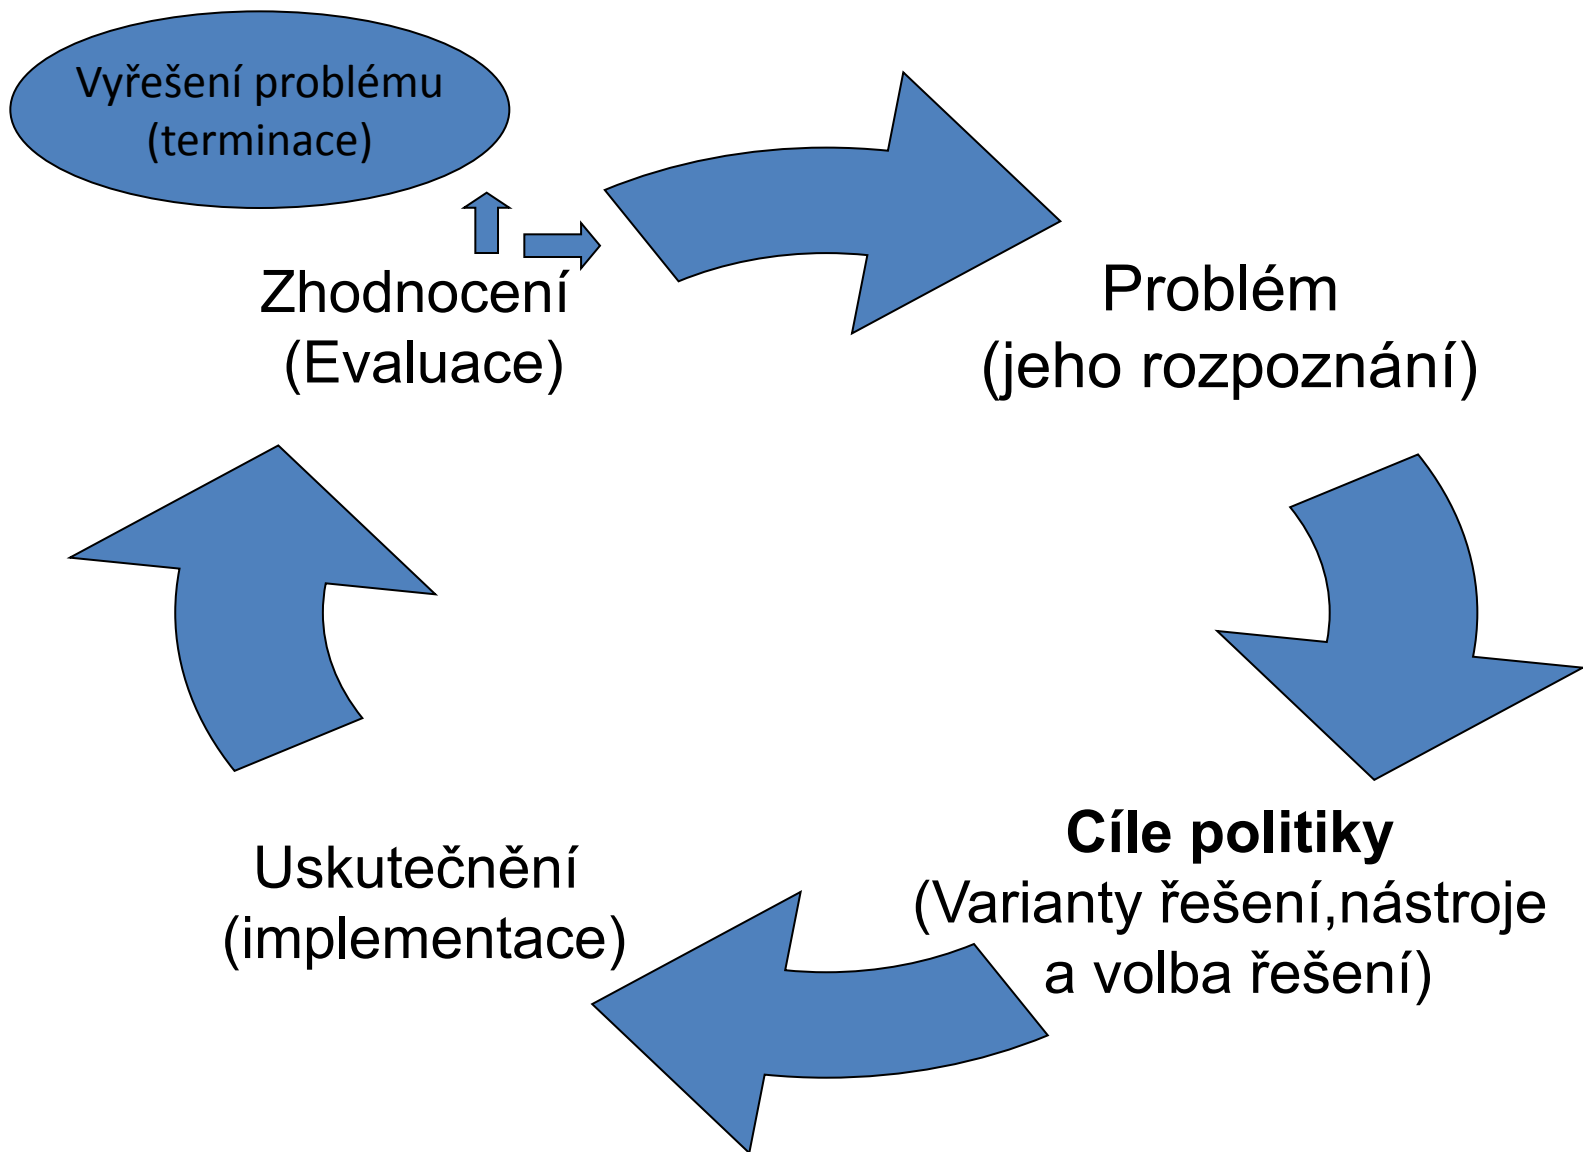 Vyřešení problému
(terminace)
Zhodnocení
(Evaluace)
Problém
(jeho rozpoznání)
Cíle politiky
(Varianty řešení,nástroje
a volba řešení)
Uskutečnění
(implementace)